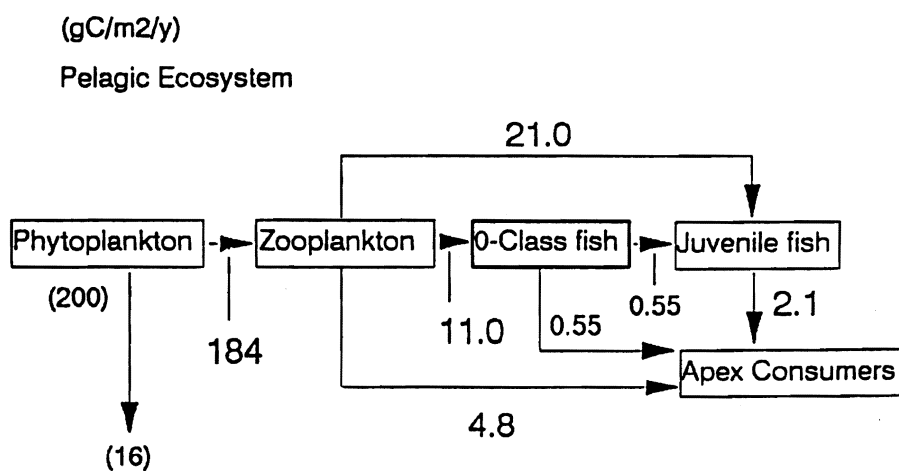 (gC/m2/y)
Pelagic Ecosystem
21.0
Phytoplankton
Zooplankton
0-Class fish
Juvenile fish
(200)
184
11.0
0.55
0.55
2.1
Apex Consumers
4.8
(16)